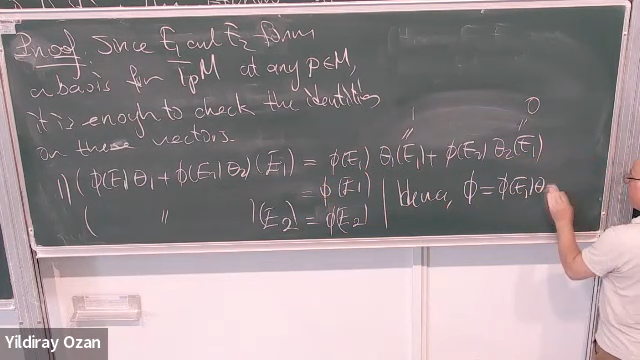 Proof. Since E₁ and E₂ form
a basis for TₚM at any p∈M,
it is enough to check the identities
on these vectors.
1) (φ(E₁)θ₁ + φ(E₂)θ₂)(E₁) = φ(E₁) θ₁(E₁) + φ(E₂) θ₂(E₁)
1 0
" "
= φ(E₁)
( " )(E₂) = φ(E₂)
Hence, φ = φ(E₁)θ
Yildiray Ozan